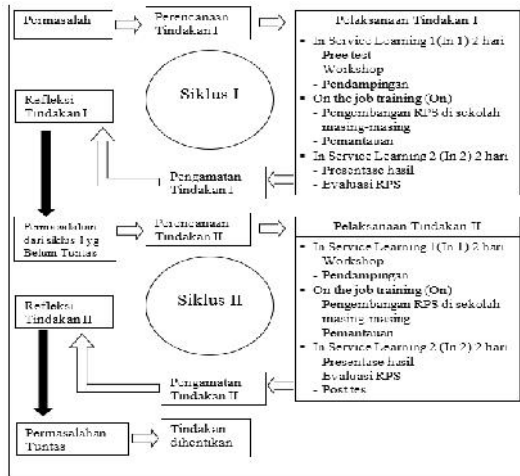 Permasalah
Perencanaan
Tindakan I
Pelaksanaan Tindakan I
In Service Learning 1(In 1) 2 hari
Pree test
Workshop
- Pendampingan
On the job training (On)
- Pengembangan RPS di sekolah
masing-masing
- Pemantauan
In Service Learning 2 (In 2) 2 hari
- Presentase hasil
- Evaluasi RPS
Siklus I
Refleksi
Tindakan I
Pengamatan
Tindakan I
Permasalahan
dari siklus I yg
Belum Tuntas
Perencanaan
Tindakan II
Pelaksanaan Tindakan II
In Service Learning 1(In 1) 2 hari
Workshop
- Pendampingan
On the job training (On)
Pengembangan RPS di sekolah
masing-masing
Pemantauan
In Service Learning 2 (In 2) 2 hari
Presentase hasil
Evaluasi RPS
- Post tes
Siklus II
Refleksi
Tindakan II
Pengamatan
Tindakan II
Permasalahan
Tuntas
Tindakan
dihentikan